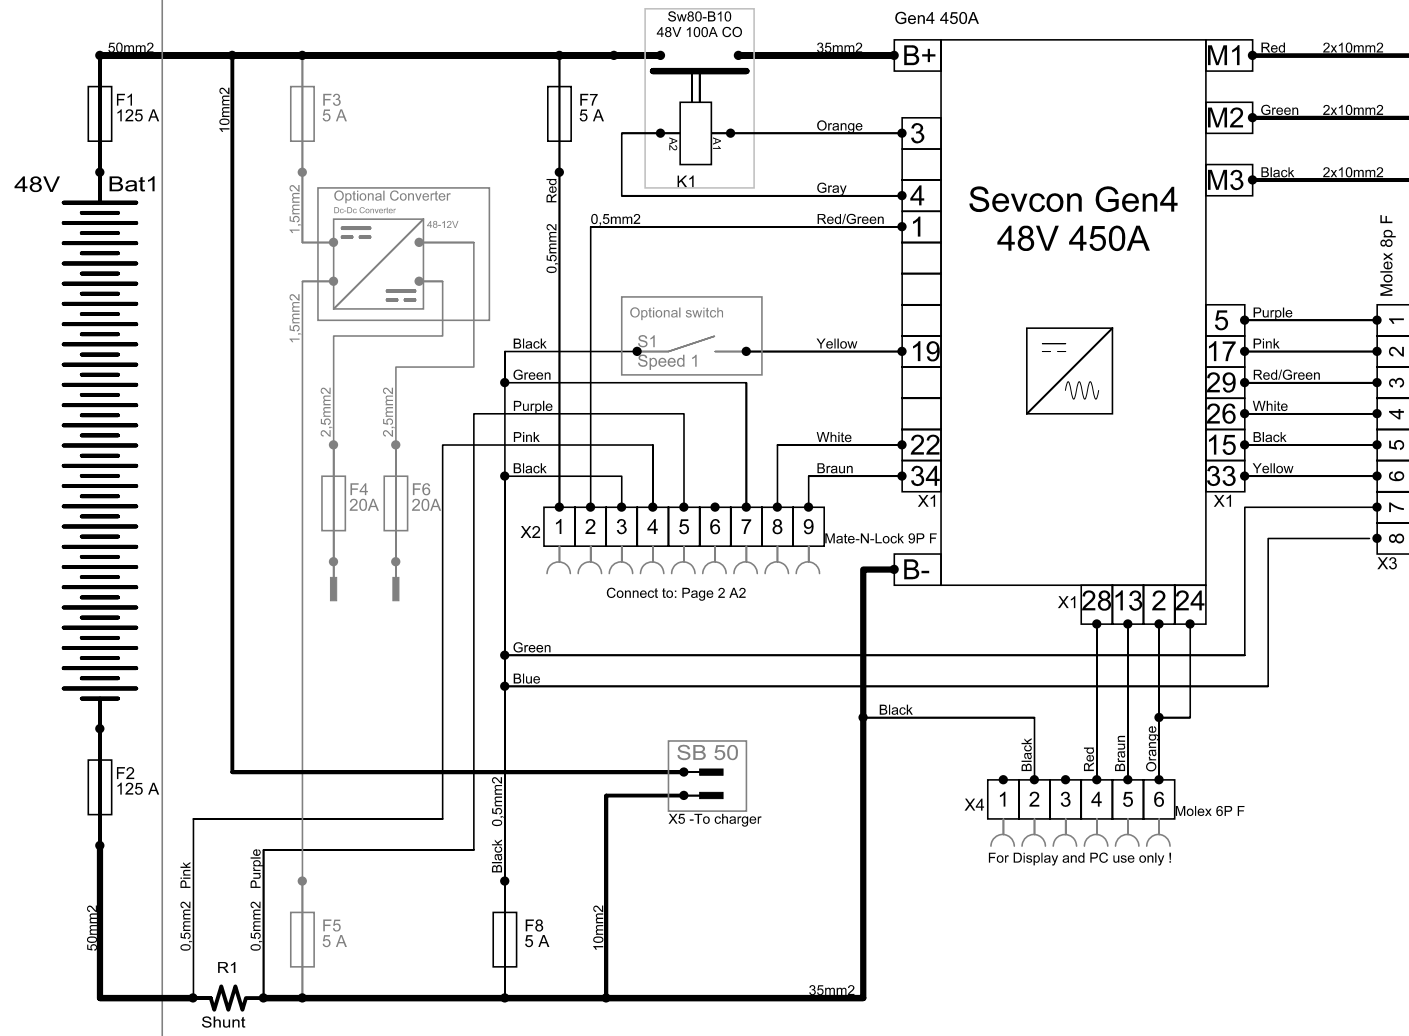 Sw80-B10
48V 100A CO
Gen4 450A
50mm2
35mm2
B+
M1
Red
2x10mm2
F1
125 A
10mm2
F3
5 A
F7
5 A
M2
Green
2x10mm2
Orange
3
A2
A1
K1
M3
Black
2x10mm2
48V
Bat1
1,5mm2
Optional Converter
Dc-Dc Converter
48-12V
Red
0,5mm2
Gray
4
0,5mm2
Red/Green
1
Sevcon Gen4
48V 450A
Molex 8p F
1,5mm2
Optional switch
S1
Speed 1
Black
Yellow
19
5
Purple
1
17
Pink
2
29
Red/Green
3
26
White
4
15
Black
5
33
Yellow
6
X1
7
8
X3
Green
Purple
Pink
Black
2,5mm2
2,5mm2
White
22
Braun
34
X1
F4
20A
F6
20A
X2
1
2
3
4
5
6
7
8
9
Mate-N-Lock 9P F
Connect to: Page 2 A2
B-
X1
28
13
2
24
Green
Blue
Black
Black
Red
Braun
Orange
F2
125 A
SB 50
X5 -To charger
X4
1
2
3
4
5
6
Molex 6P F
For Display and PC use only !
Black 0,5mm2
50mm2
0,5mm2 Pink
0,5mm2 Purple
F5
5 A
F8
5 A
10mm2
R1
Shunt
35mm2